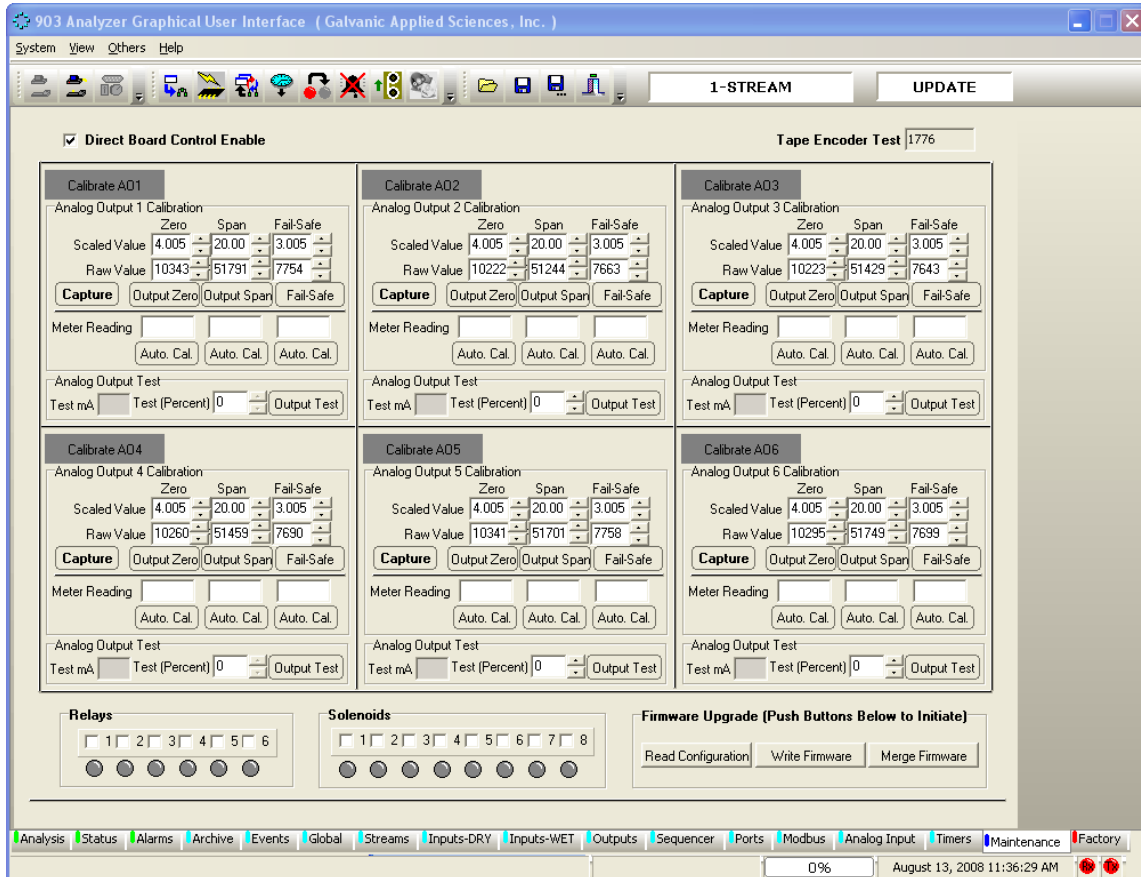 903 Analyzer Graphical User Interface ( Galvanic Applied Sciences, Inc. )
System View Others Help
1-STREAM UPDATE
Direct Board Control Enable Tape Encoder Test 1776
Calibrate AO1 Calibrate AO2 Calibrate AO3
Analog Output 1 Calibration Analog Output 2 Calibration Analog Output 3 Calibration
Zero Span Fail-Safe Zero Span Fail-Safe Zero Span Fail-Safe
Scaled Value 4.005 20.00 3.005 Scaled Value 4.005 20.00 3.005 Scaled Value 4.005 20.00 3.005
Raw Value 10343 51791 7754 Raw Value 10222 51244 7663 Raw Value 10223 51429 7643
Capture Output Zero Output Span Fail-Safe Capture Output Zero Output Span Fail-Safe Capture Output Zero Output Span Fail-Safe
Meter Reading Meter Reading Meter Reading
Auto. Cal. Auto. Cal. Auto. Cal. Auto. Cal. Auto. Cal. Auto. Cal. Auto. Cal. Auto. Cal. Auto. Cal.
Analog Output Test Analog Output Test Analog Output Test
Test mA Test (Percent) 0 Output Test Test mA Test (Percent) 0 Output Test Test mA Test (Percent) 0 Output Test
Calibrate AO4 Calibrate AO5 Calibrate AO6
Analog Output 4 Calibration Analog Output 5 Calibration Analog Output 6 Calibration
Zero Span Fail-Safe Zero Span Fail-Safe Zero Span Fail-Safe
Scaled Value 4.005 20.00 3.005 Scaled Value 4.005 20.00 3.005 Scaled Value 4.005 20.00 3.005
Raw Value 10260 51459 7690 Raw Value 10341 51701 7758 Raw Value 10295 51749 7699
Capture Output Zero Output Span Fail-Safe Capture Output Zero Output Span Fail-Safe Capture Output Zero Output Span Fail-Safe
Meter Reading Meter Reading Meter Reading
Auto. Cal. Auto. Cal. Auto. Cal. Auto. Cal. Auto. Cal. Auto. Cal. Auto. Cal. Auto. Cal. Auto. Cal.
Analog Output Test Analog Output Test Analog Output Test
Test mA Test (Percent) 0 Output Test Test mA Test (Percent) 0 Output Test Test mA Test (Percent) 0 Output Test
Relays Solenoids Firmware Upgrade (Push Buttons Below to Initiate)
1 2 3 4 5 6 1 2 3 4 5 6 7 8
Read Configuration Write Firmware Merge Firmware
Analysis Status Alarms Archive Events Global Streams Inputs-DRY Inputs-WET Outputs Sequencer Ports Modbus Analog Input Timers Maintenance Factory
0% August 13, 2008 11:36:29 AM Rx Tx